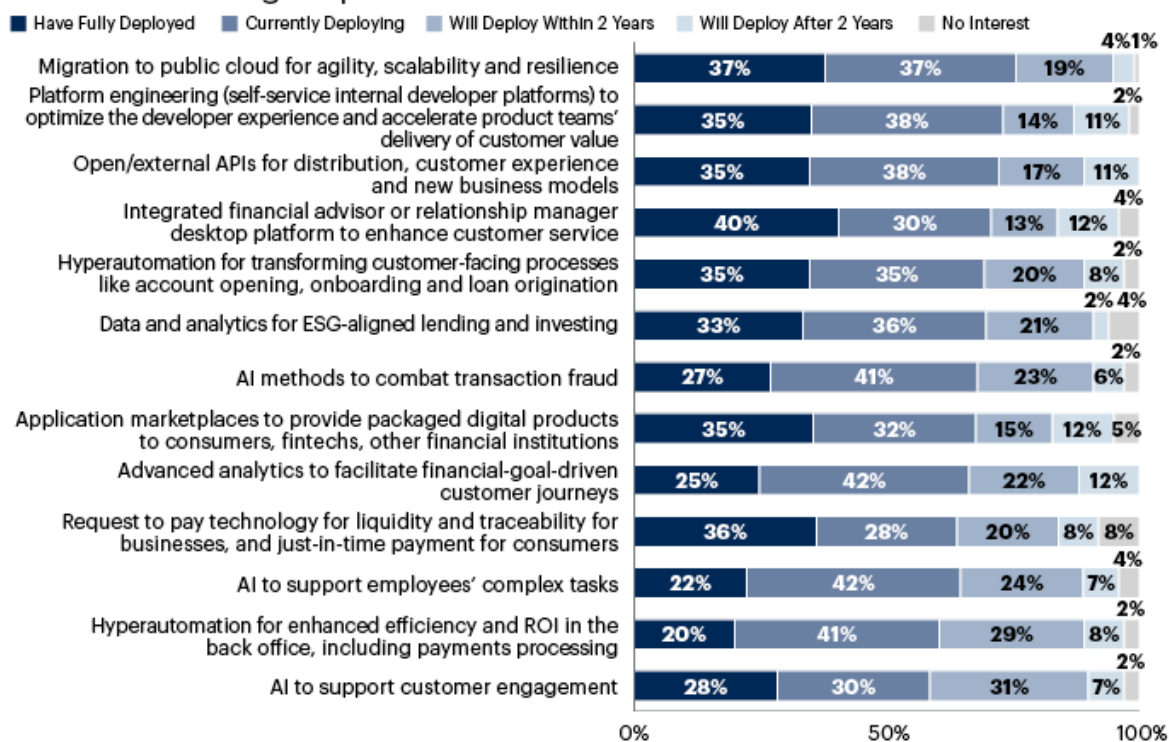 Have Fully Deployed Currently Deploying Will Deploy Within 2 Years Will Deploy After 2 Years No Interest
4% 1%
Migration to public cloud for agility, scalability and resilience 37% 37% 19%
Platform engineering (self-service internal developer platforms) to 2%
optimize the developer experience and accelerate product teams' 35% 38% 14% 11%
delivery of customer value
Open/external APIs for distribution, customer experience 35% 38% 17% 11%
and new business models
4%
Integrated financial advisor or relationship manager 40% 30% 13% 12%
desktop platform to enhance customer service
2%
Hyperautomation for transforming customer-facing processes 35% 35% 20% 8%
like account opening, onboarding and loan origination
2% 4%
Data and analytics for ESG-aligned lending and investing 33% 36% 21%
2%
AI methods to combat transaction fraud 27% 41% 23% 6%
Application marketplaces to provide packaged digital products 35% 32% 15% 12% 5%
to consumers, fintechs, other financial institutions
Advanced analytics to facilitate financial-goal-driven 25% 42% 22% 12%
customer journeys
Request to pay technology for liquidity and traceability for 36% 28% 20% 8% 8%
businesses, and just-in-time payment for consumers
4%
AI to support employees' complex tasks 22% 42% 24% 7%
2%
Hyperautomation for enhanced efficiency and ROI in the 20% 41% 29% 8%
back office, including payments processing
2%
AI to support customer engagement 28% 30% 31% 7%
0% 50% 100%